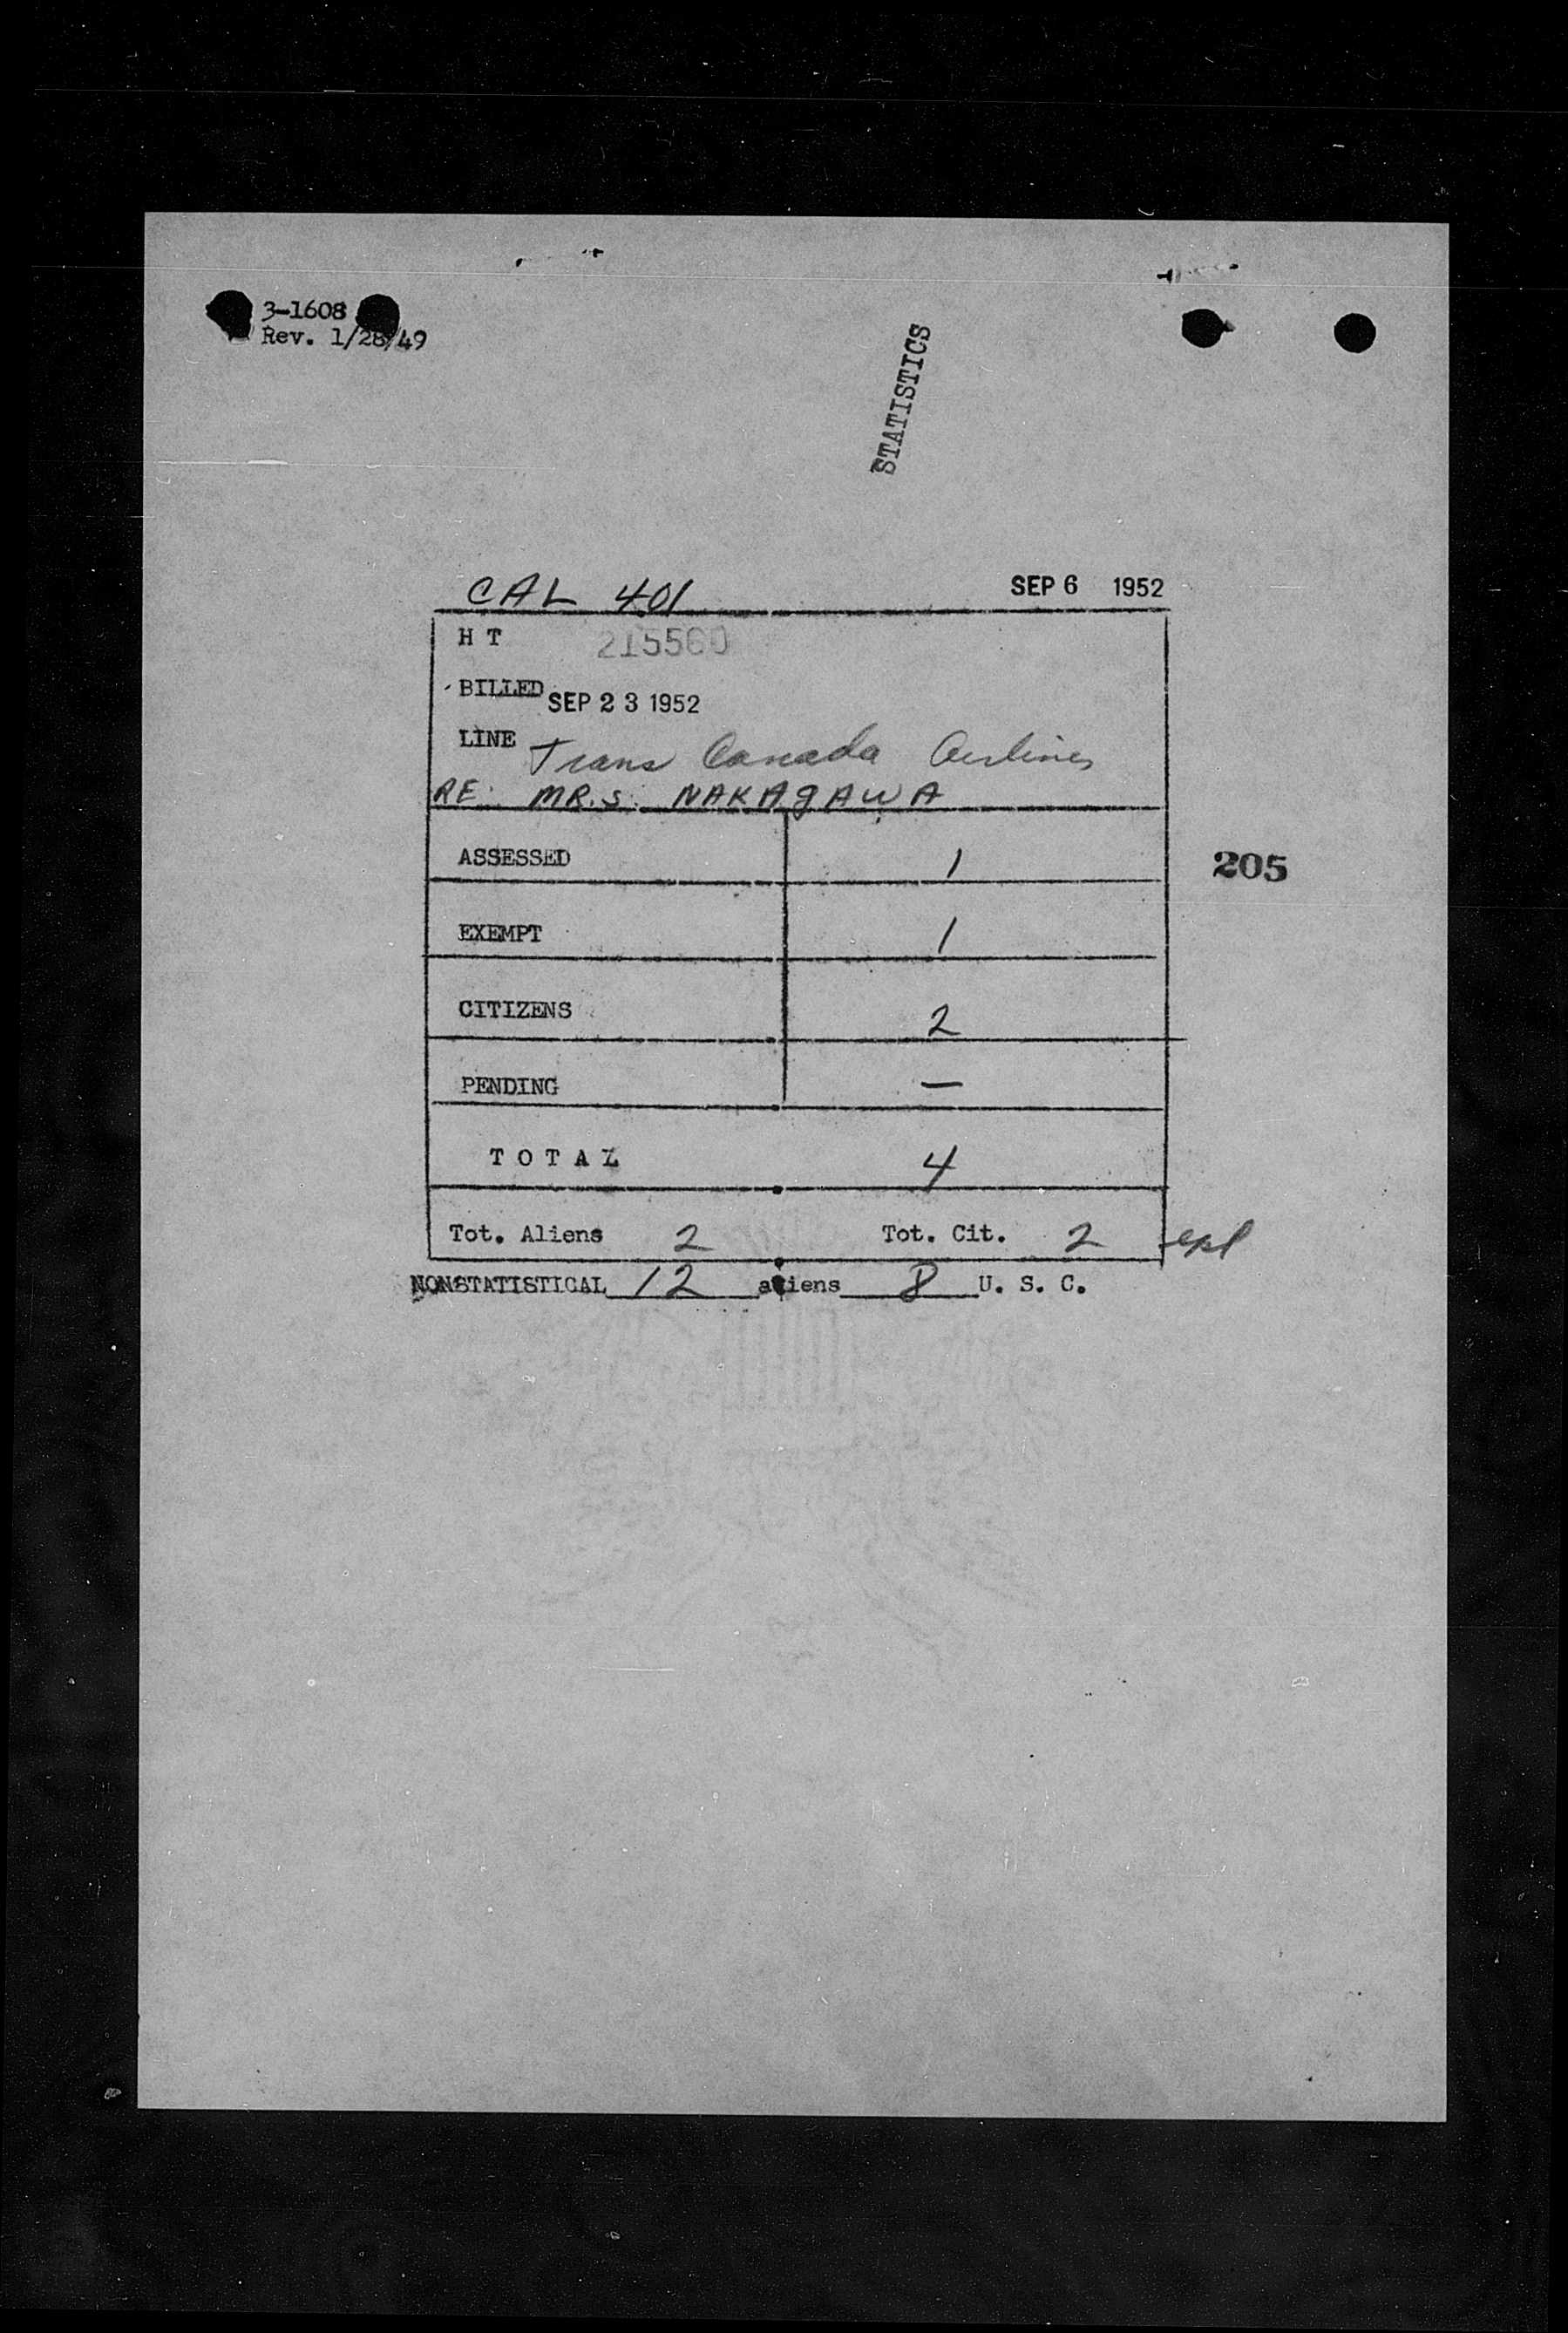 3-1608
Rev. 1/28/49
STATISTICS
CAL 401 SEP 6 1952
H T 215560
BILLED SEP 23 1952
LINE Trans Canada Airlines
RE: MR.S. NAKAGAWA
ASSESSED 1
205
EXEMPT 1
CITIZENS 2
PENDING —
TOTAL 4
Tot. Aliens 2 Tot. Cit. 2
NONSTATISTICAL 12 aliens 8 U. S. C.